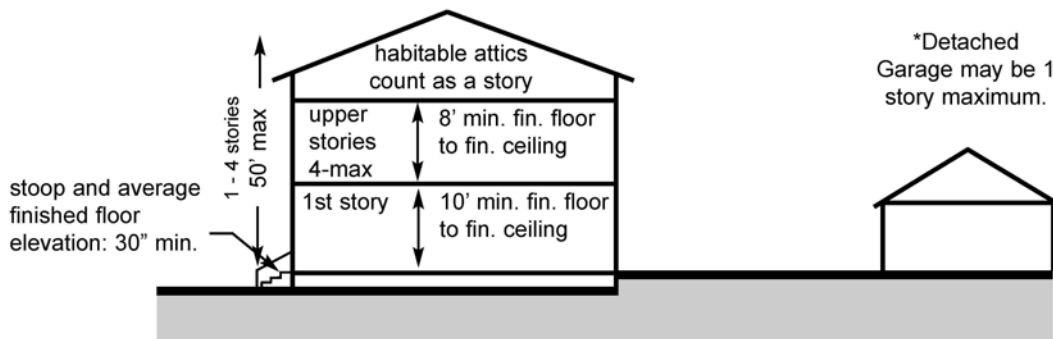 habitable attics
count as a story
*Detached
Garage may be 1
story maximum.
1 - 4 stories
50' max
upper
stories
4-max
8' min. fin. floor
to fin. ceiling
stoop and average
finished floor
elevation: 30” min.
1st story
10' min. fin. floor
to fin. ceiling